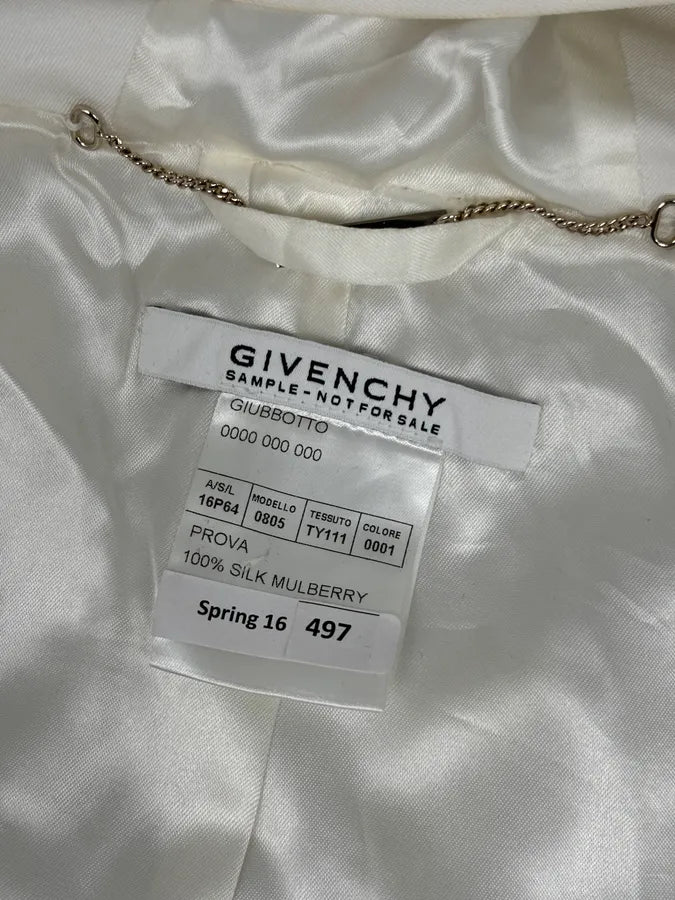 GIVENCHY
SAMPLE-NOT FOR SALE
GIUBBOTTO
0000 000 000
A/S/L MODELLO TESSUTO COLORE
16P64 0805 TY111 0001
PROVA
100% SILK MULBERRY
Spring 16 497